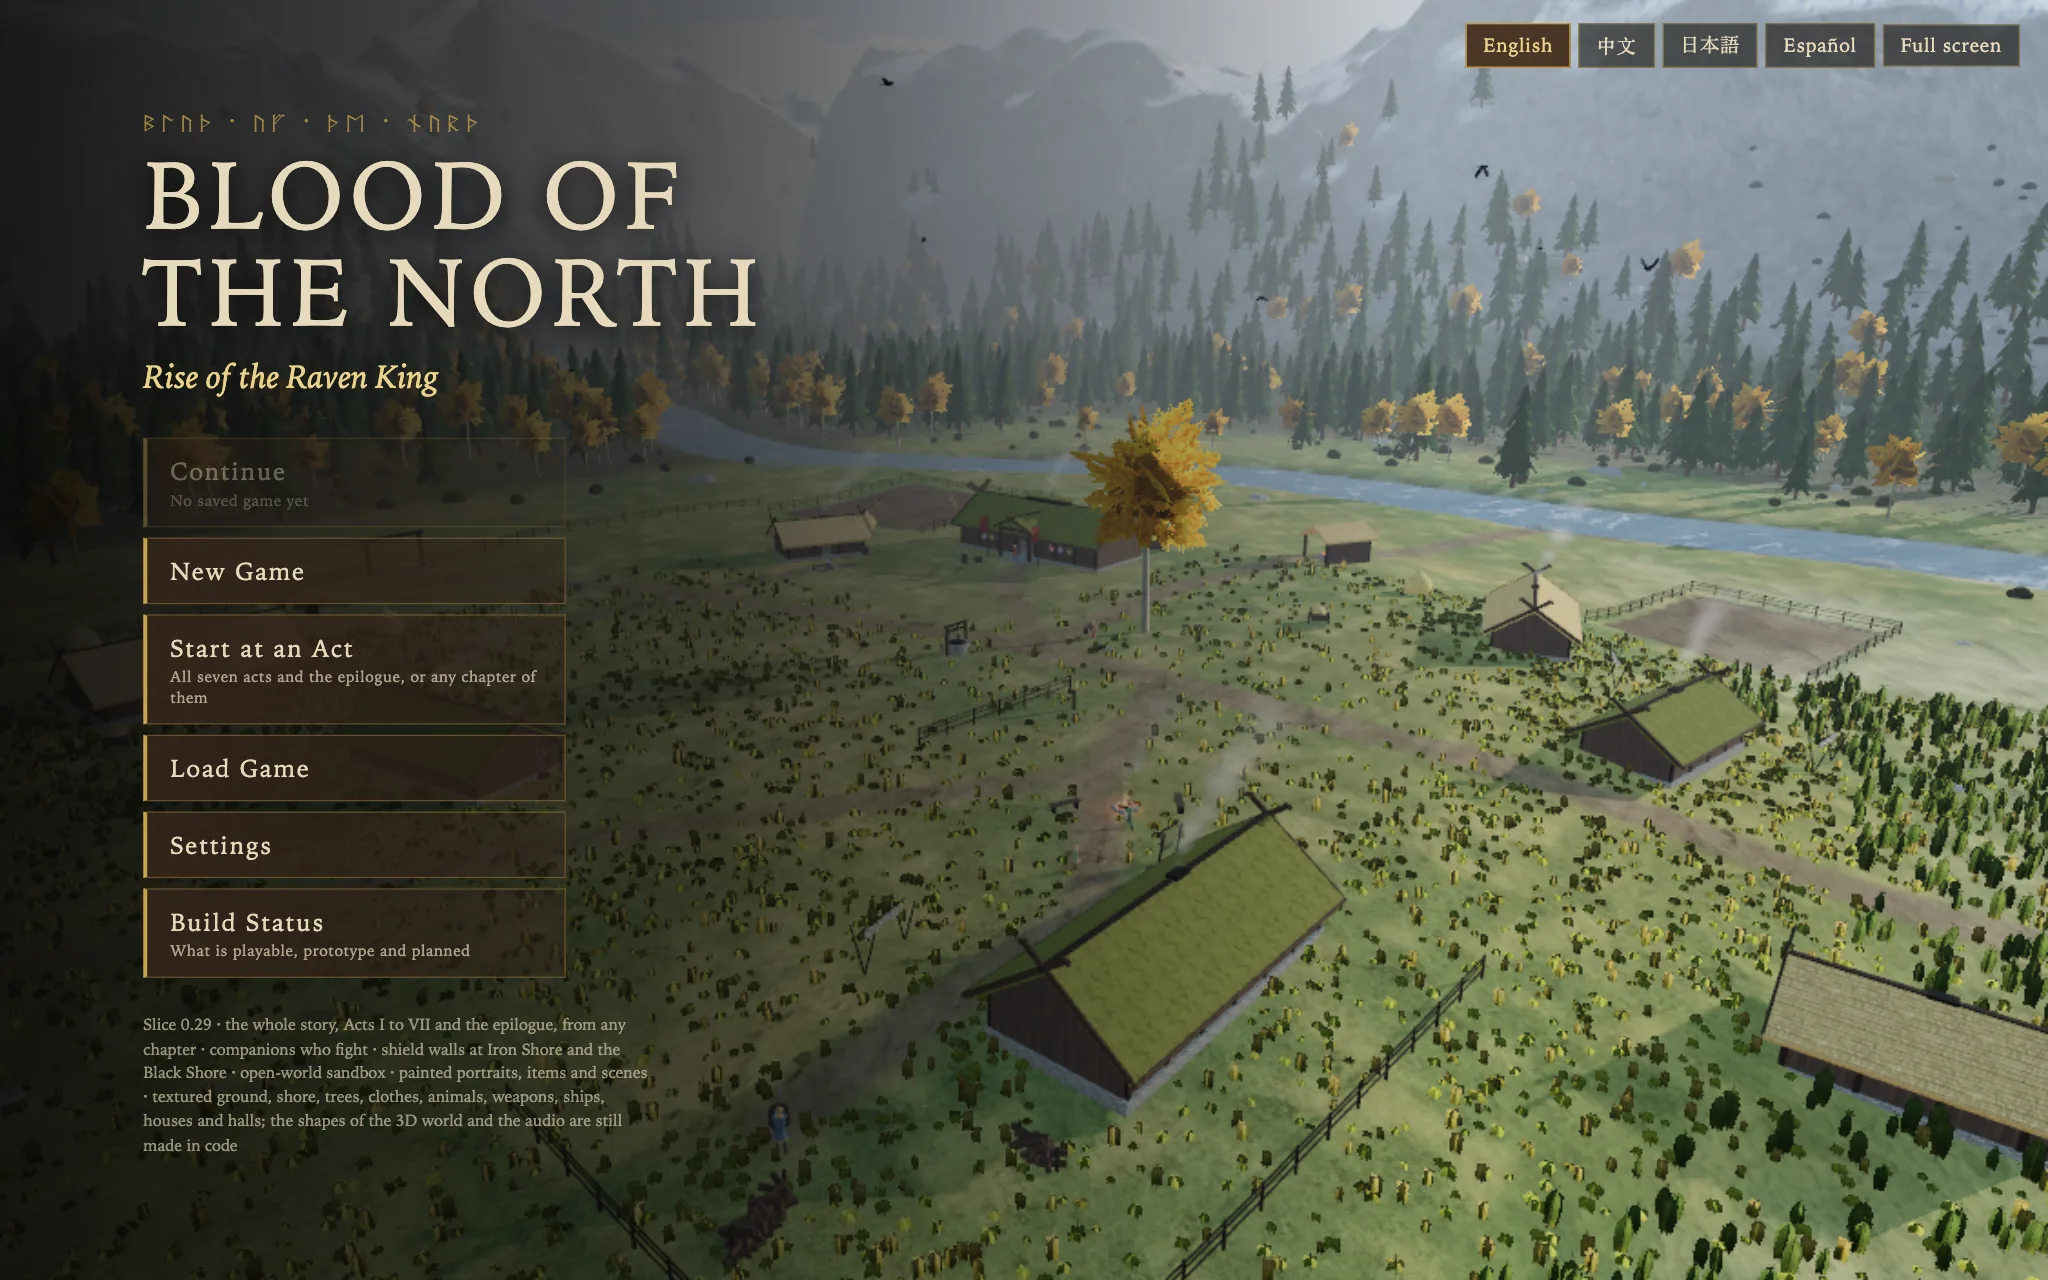 English
中文
日本語
Español
Full screen
ᛒᛚᚢᚦ · ᚢᚠ · ᚦᛖ · ᚾᚢᚱᚦ
BLOOD OF
THE NORTH
Rise of the Raven King
Continue
No saved game yet
New Game
Start at an Act
All seven acts and the epilogue, or any chapter of
them
Load Game
Settings
Build Status
What is playable, prototype and planned
Slice 0.29 · the whole story, Acts I to VII and the epilogue, from any
chapter · companions who fight · shield walls at Iron Shore and the
Black Shore · open-world sandbox · painted portraits, items and scenes
· textured ground, shore, trees, clothes, animals, weapons, ships,
houses and halls; the shapes of the 3D world and the audio are still
made in code